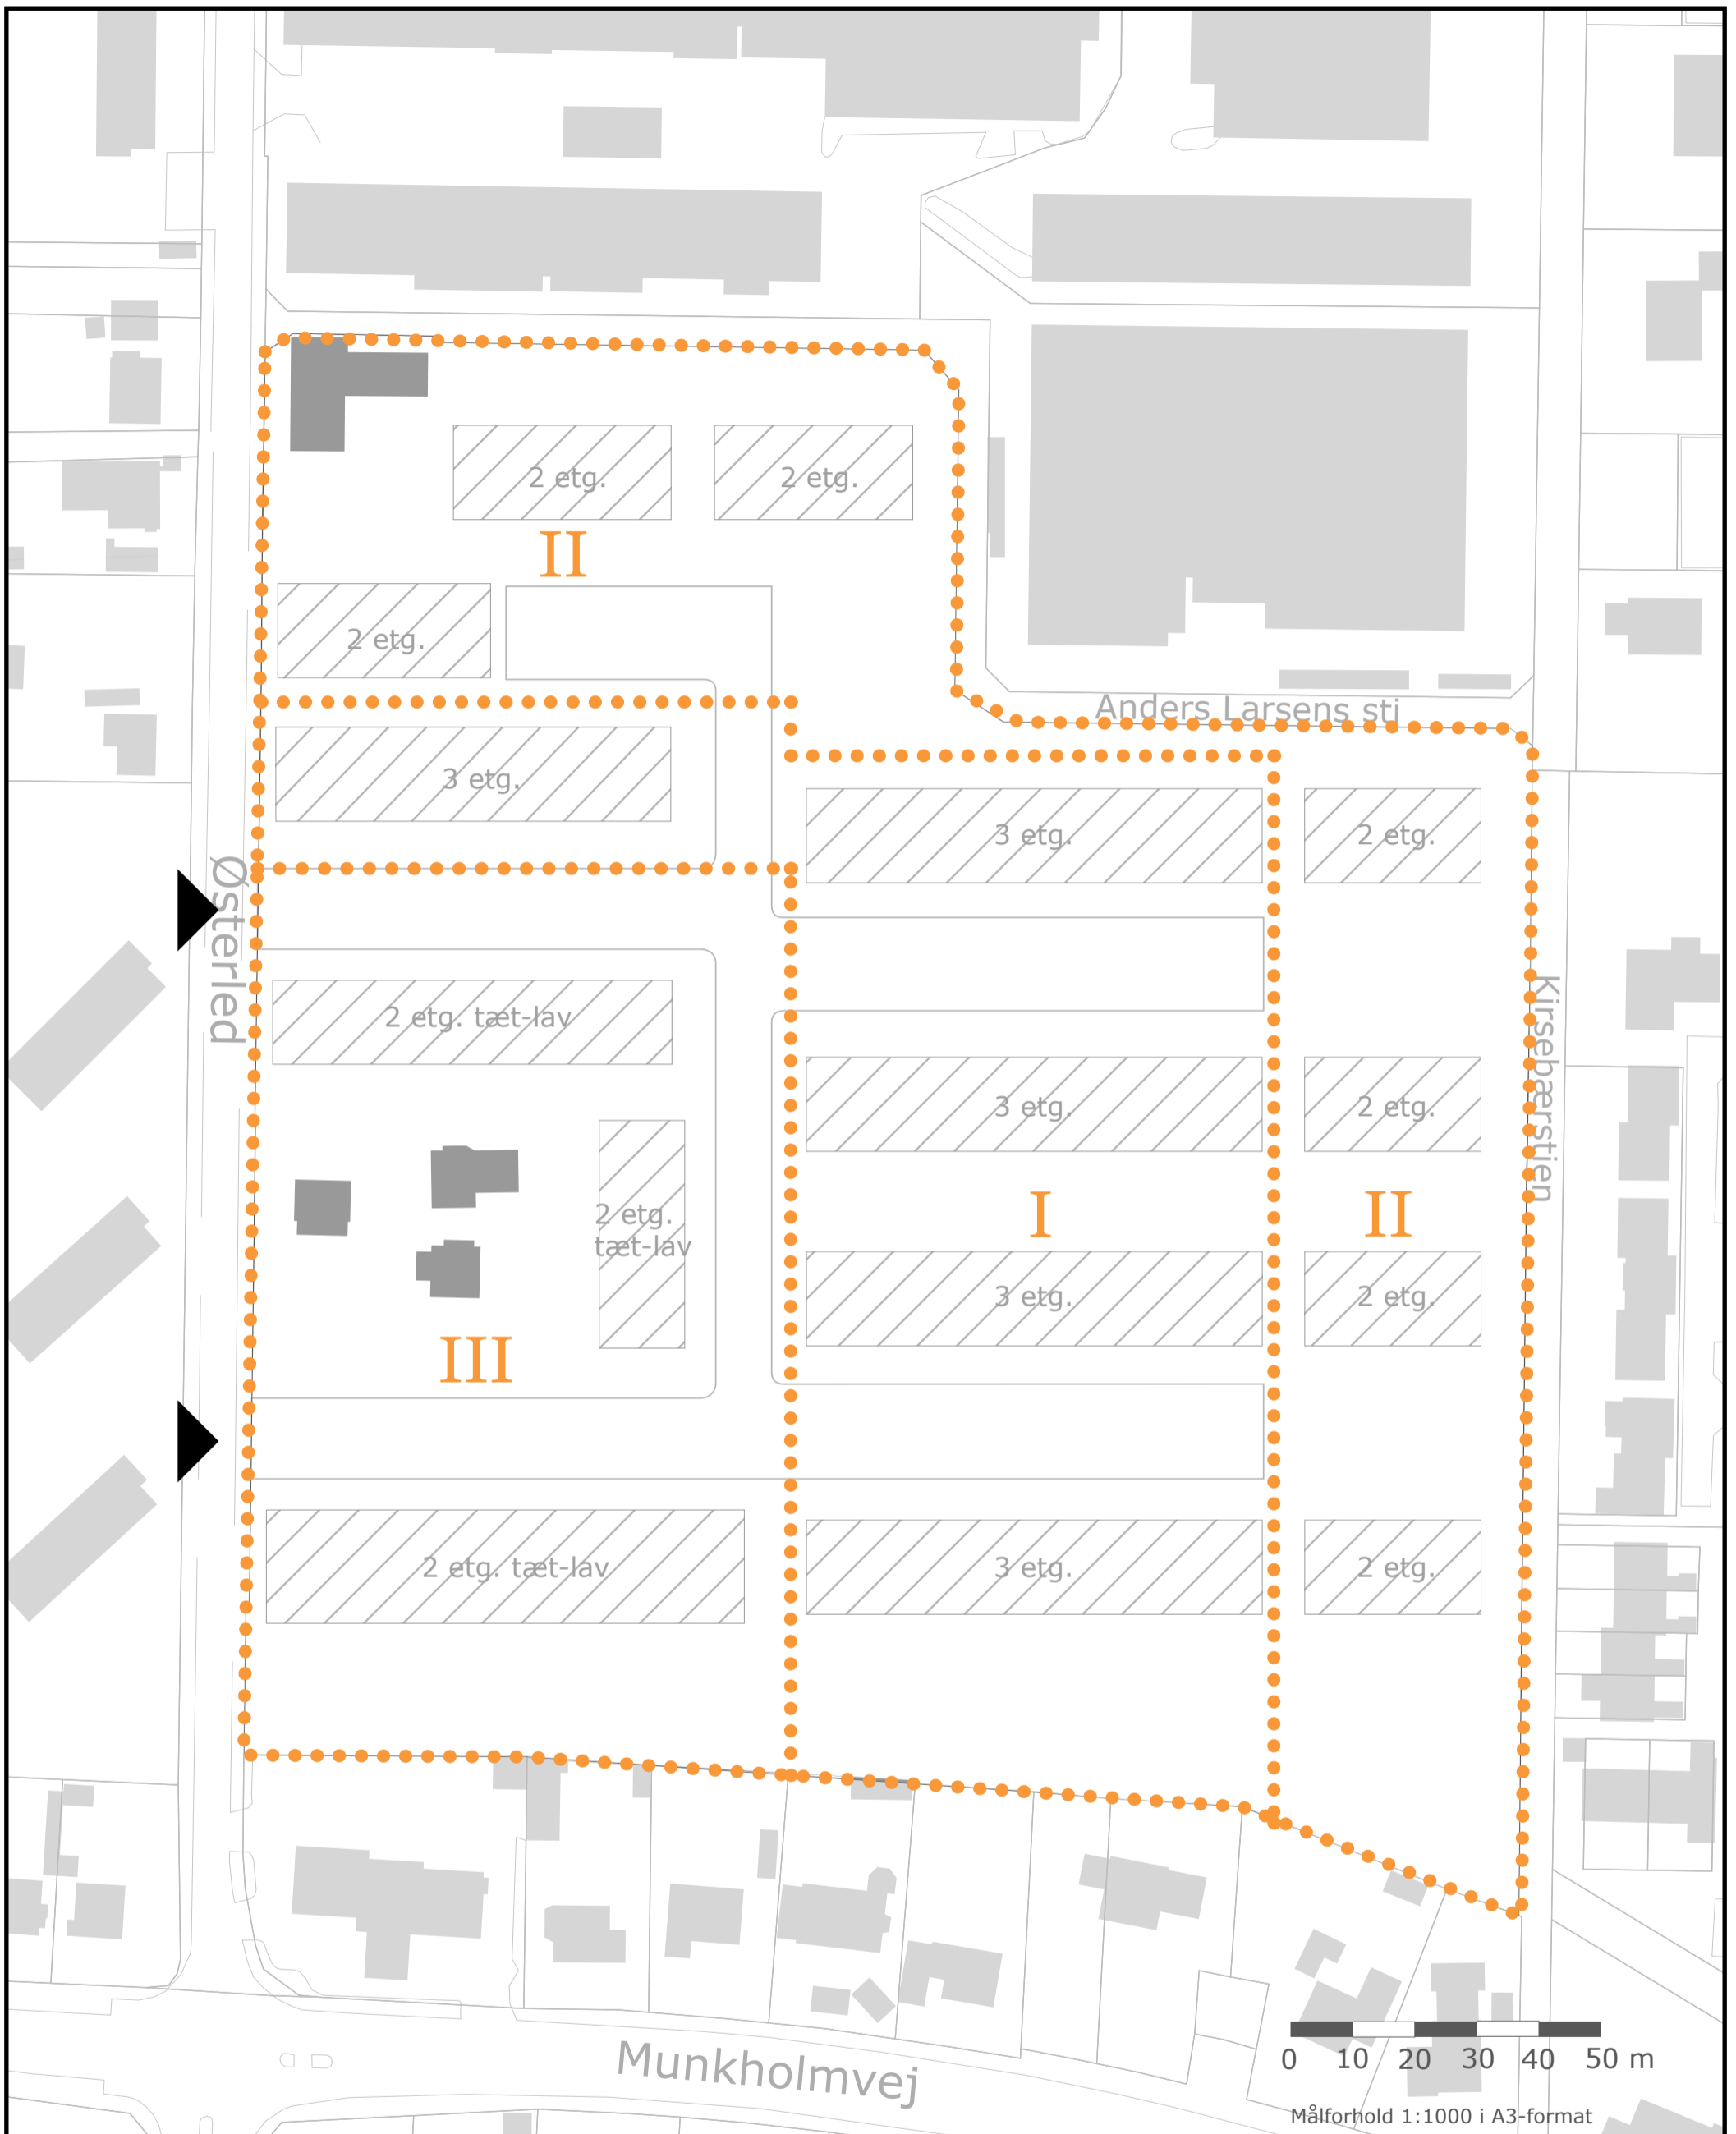 2 etg.
2 etg.
II
2 etg.
Anders Larsens sti
3 etg.
3 etg.
2 etg.
Østerled
2 etg. tæt-lav
Kirsebærstien
3 etg.
2 etg.
2 etg.
tæt-lav
I
II
3 etg.
2 etg.
III
2 etg. tæt-lav
3 etg.
2 etg.
Munkholmvej
0 10 20 30 40 50 m
Målforhold 1:1000 i A3-format